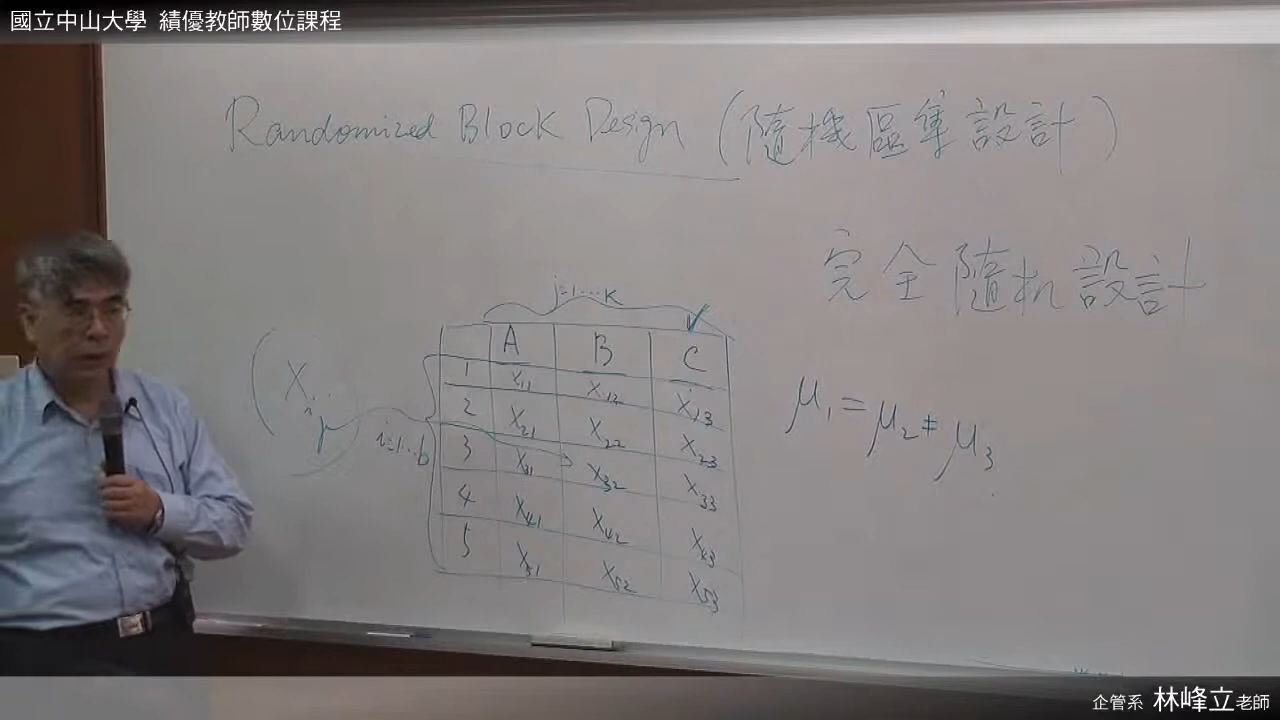 國立中山大學 績優教師數位課程
Randomized Block Design (隨機區隼設計)
完全隨机設計
j=1...K
A B C
1 X11 X12 X13
2 X21 X22 X23
3 X31 X32 X33
4 X41 X42 X43
5 X51 X52 X53
i=1...b
(Xij
μ1=μ2≠μ3
企管系 林峰立老師